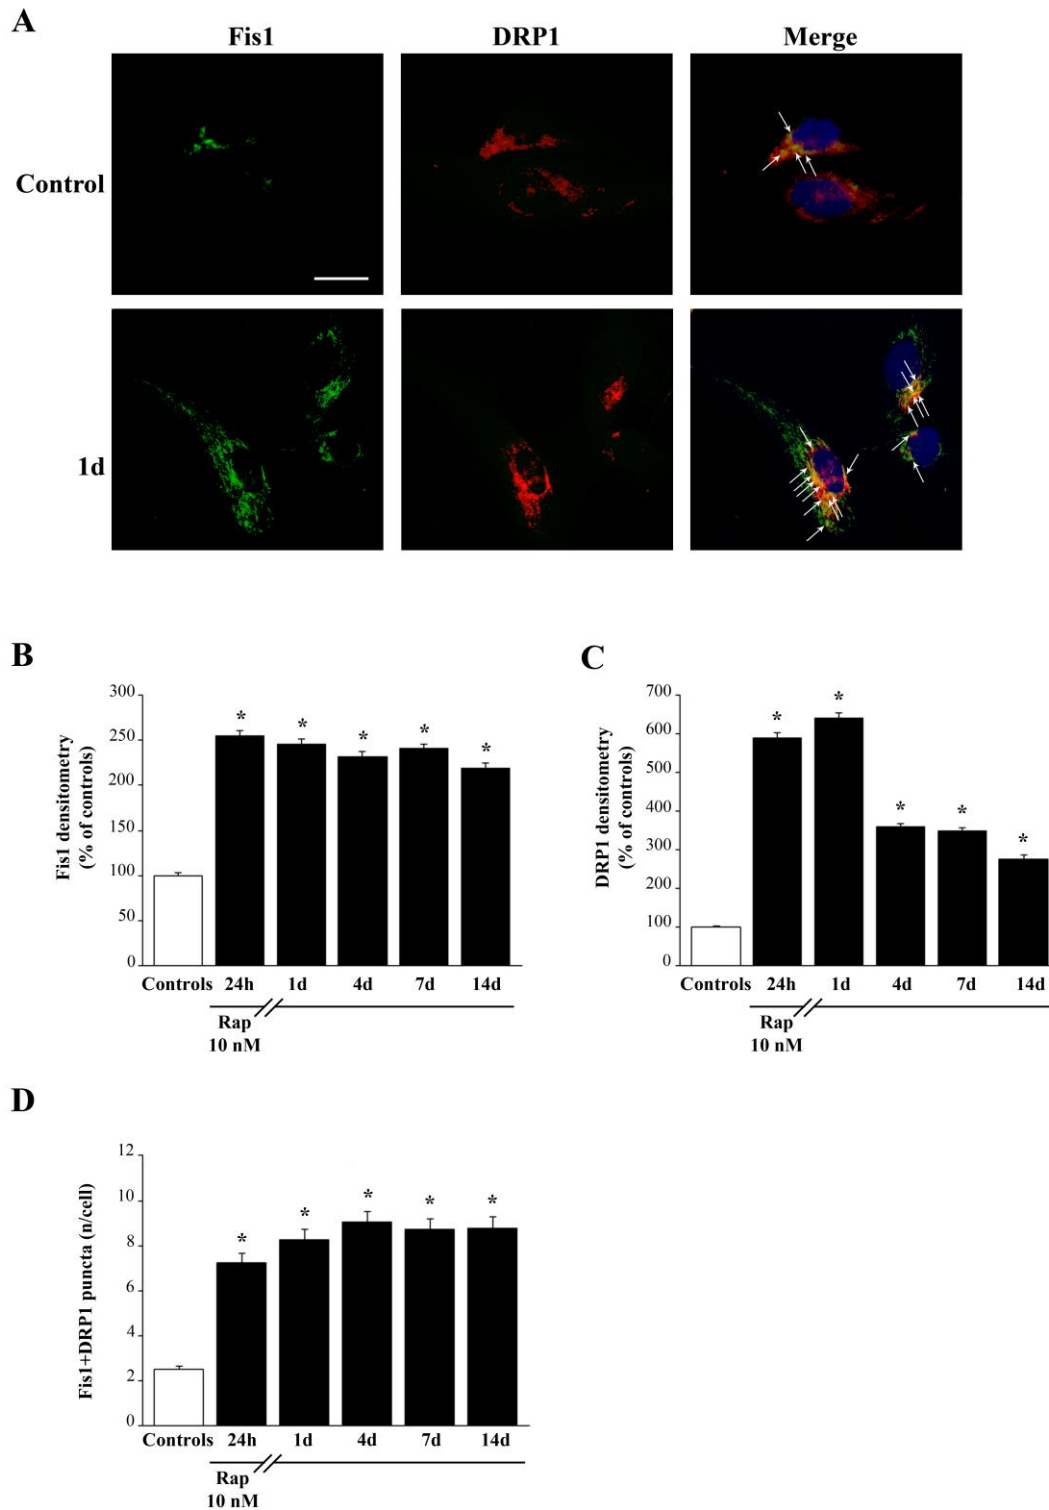 A
Fis1 DRP1 Merge
Control
1d
B
300
250
200
150
100
50
0
Fis1 densitometry
(% of controls)
* * * * *
Controls 24h 1d 4d 7d 14d
Rap
10 nM
C
700
600
500
400
300
200
100
0
DRP1 densitometry
(% of controls)
* * * * *
Controls 24h 1d 4d 7d 14d
Rap
10 nM
D
12
10
8
6
4
2
0
Fis1+DRP1 puncta (n/cell)
* * * * *
Controls 24h 1d 4d 7d 14d
Rap
10 nM